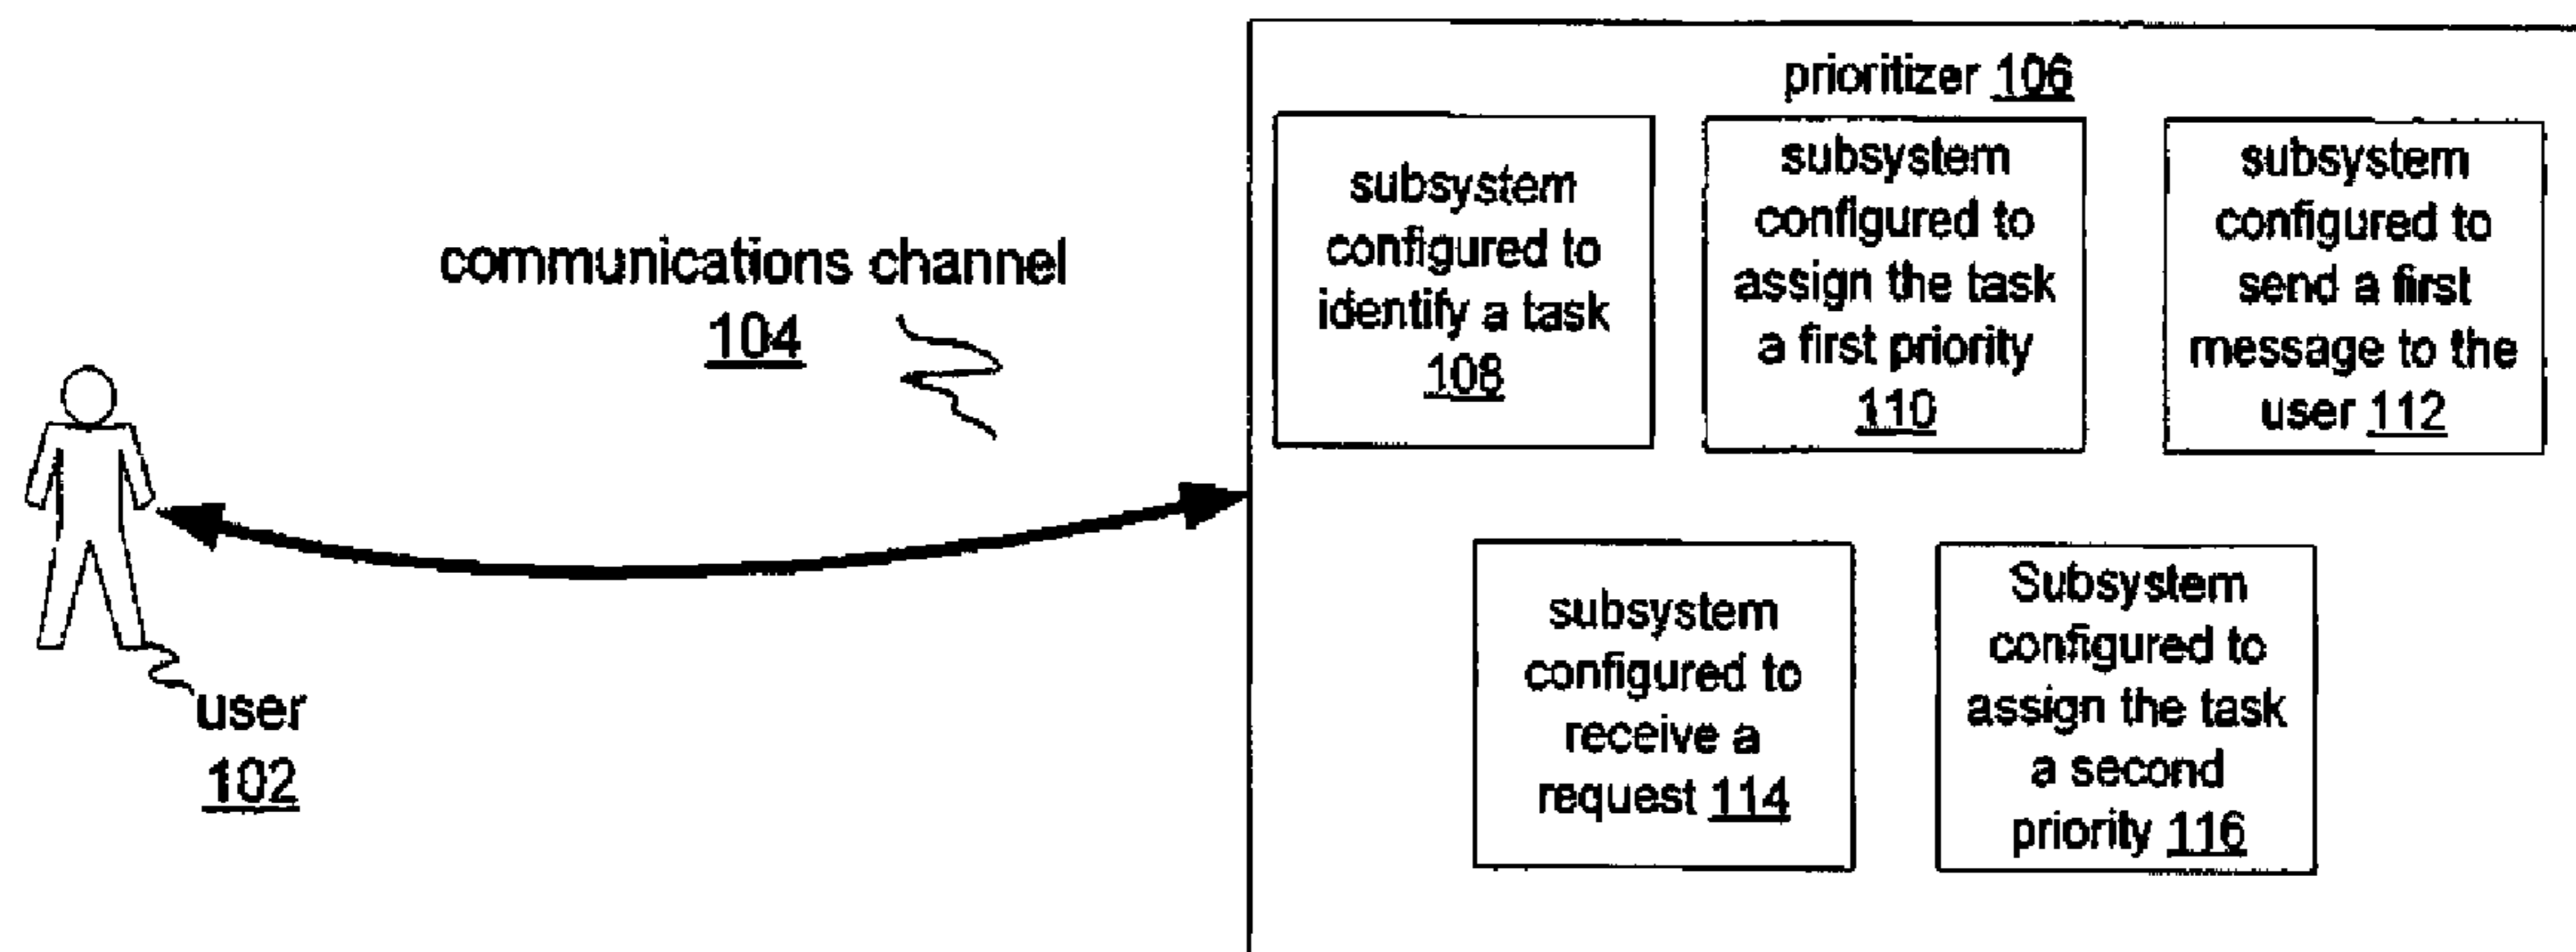 communications channel
104
user
102
prioritizer 106
subsystem
configured to
identify a task
108
subsystem
configured to
assign the task
a first priority
110
subsystem
configured to
send a first
message to the
user 112
subsystem
configured to
receive a
request 114
Subsystem
configured to
assign the task
a second
priority 116